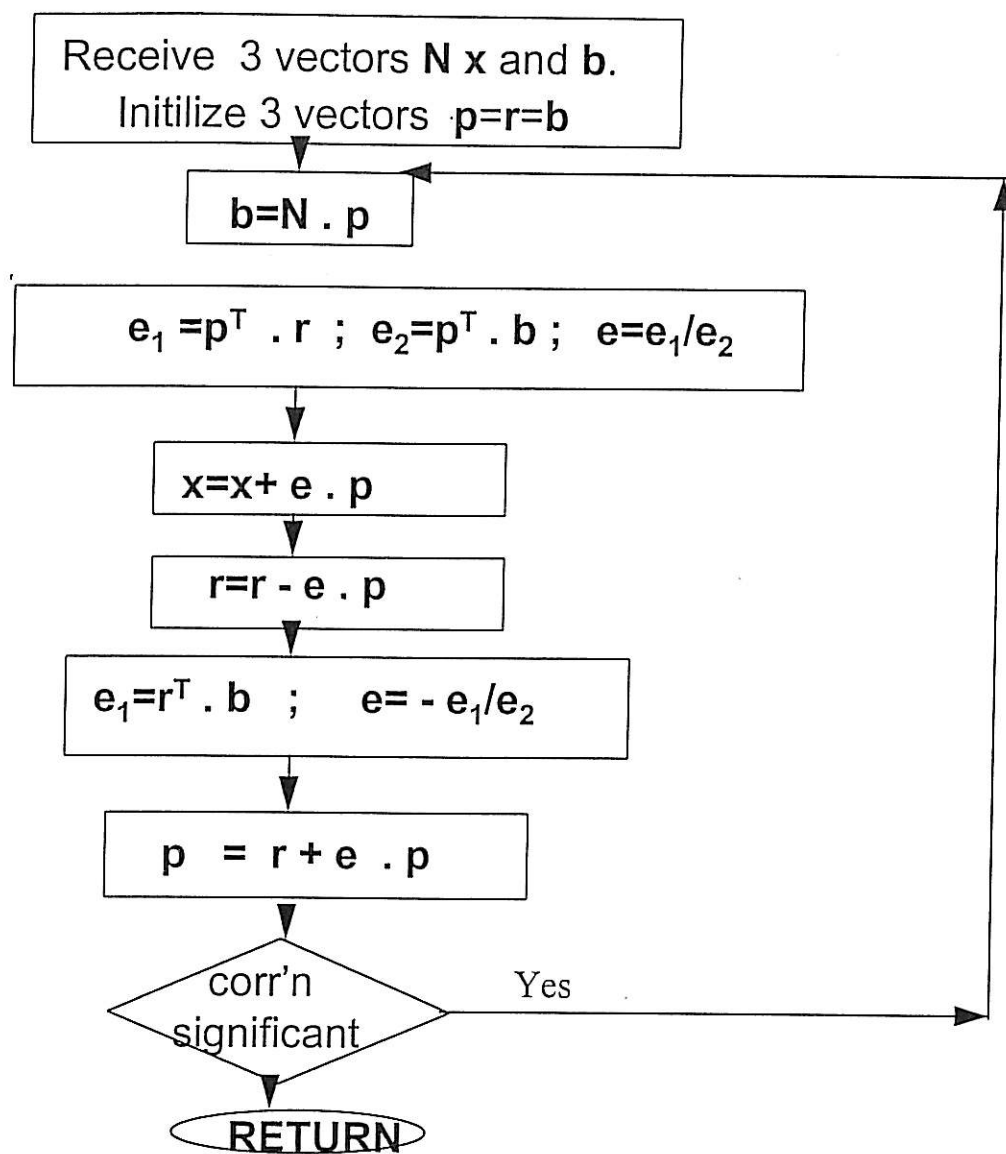 Receive 3 vectors N x and b.
Initilize 3 vectors p=r=b
b=N . p
e₁ =pᵀ . r ; e₂=pᵀ . b ; e=e₁/e₂
x=x+ e . p
r=r - e . p
e₁=rᵀ . b ; e= - e₁/e₂
p = r + e . p
corr'n
Yes
significant
RETURN